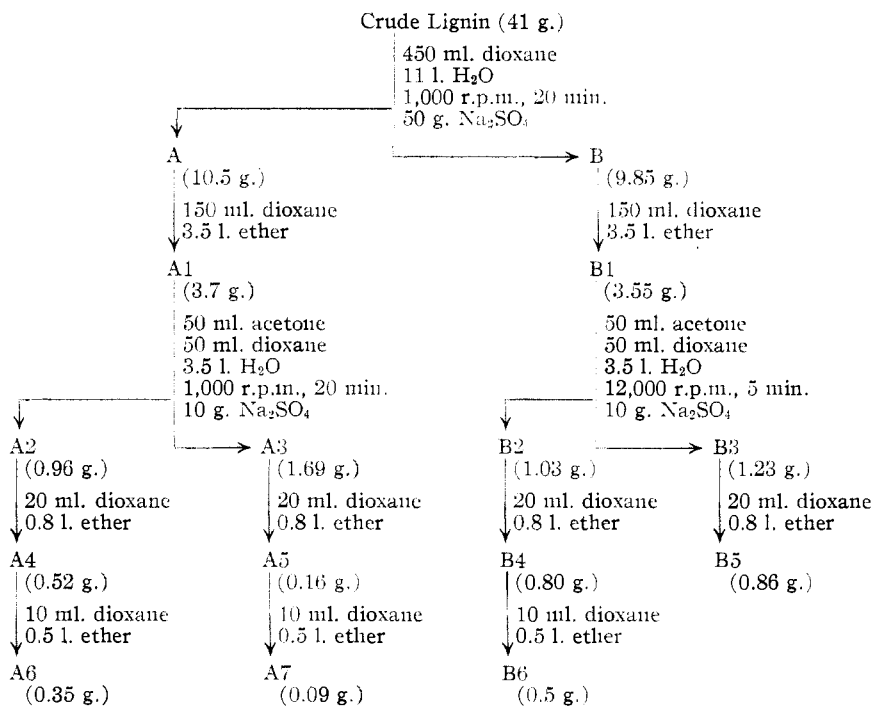 Crude Lignin (41 g.)
450 ml. dioxane
11 l. H₂O
1,000 r.p.m., 20 min.
50 g. Na₂SO₄
A B
(10.5 g.) (9.85 g.)
150 ml. dioxane 150 ml. dioxane
3.5 l. ether 3.5 l. ether
A1 B1
(3.7 g.) (3.55 g.)
50 ml. acetone 50 ml. acetone
50 ml. dioxane 50 ml. dioxane
3.5 l. H₂O 3.5 l. H₂O
1,000 r.p.m., 20 min. 12,000 r.p.m., 5 min.
10 g. Na₂SO₄ 10 g. Na₂SO₄
A2 A3 B2 B3
(0.96 g.) (1.69 g.) (1.03 g.) (1.23 g.)
20 ml. dioxane 20 ml. dioxane 20 ml. dioxane 20 ml. dioxane
0.8 l. ether 0.8 l. ether 0.8 l. ether 0.8 l. ether
A4 A5 B4 B5
(0.52 g.) (0.16 g.) (0.80 g.) (0.86 g.)
10 ml. dioxane 10 ml. dioxane 10 ml. dioxane
0.5 l. ether 0.5 l. ether 0.5 l. ether
A6 A7 B6
(0.35 g.) (0.09 g.) (0.5 g.)